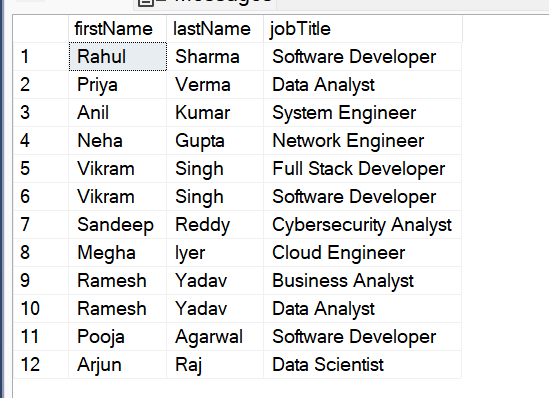 Messages
firstName lastName jobTitle
1 Rahul Sharma Software Developer
2 Priya Verma Data Analyst
3 Anil Kumar System Engineer
4 Neha Gupta Network Engineer
5 Vikram Singh Full Stack Developer
6 Vikram Singh Software Developer
7 Sandeep Reddy Cybersecurity Analyst
8 Megha Iyer Cloud Engineer
9 Ramesh Yadav Business Analyst
10 Ramesh Yadav Data Analyst
11 Pooja Agarwal Software Developer
12 Arjun Raj Data Scientist